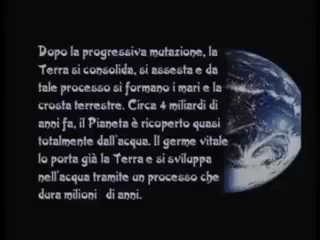 Dopo la progressiva mutazione, la
Terra si consolida, si assesta e da
tale processo si formano i mari e la
crosta terrestre. Circa 4 miliardi di
anni fa, il Pianeta è ricoperto quasi
totalmente dall'acqua. Il germe vitale
lo porta già la Terra e si sviluppa
nell'acqua tramite un processo che
dura milioni di anni.